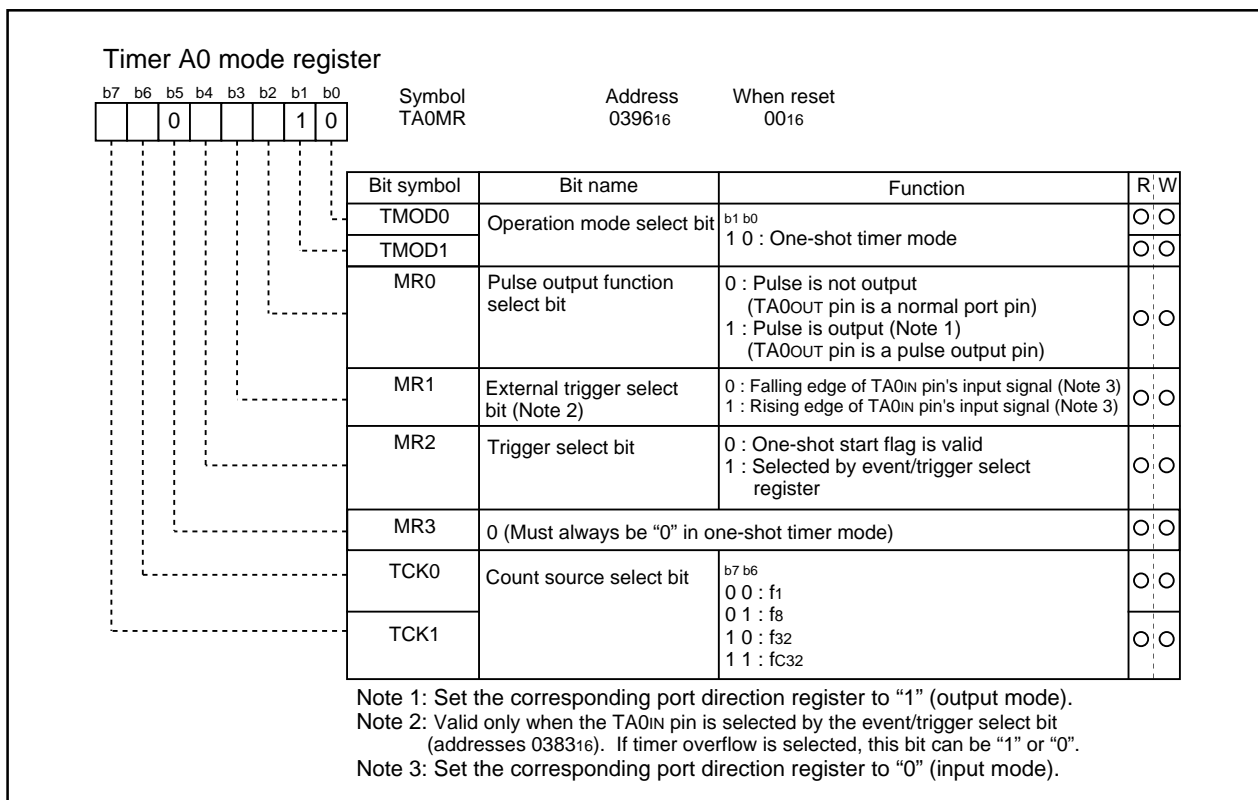 Timer A0 mode register
b7 b6 b5 b4 b3 b2 b1 b0
0 1 0
Symbol Address When reset
TA0MR 039616 0016
Bit symbol Bit name Function R W
TMOD0 Operation mode select bit b1 b0
TMOD1 1 0 : One-shot timer mode
MR0 Pulse output function select bit
0 : Pulse is not output
(TA0OUT pin is a normal port pin)
1 : Pulse is output (Note 1)
(TA0OUT pin is a pulse output pin)
MR1 External trigger select bit (Note 2)
0 : Falling edge of TA0IN pin's input signal (Note 3)
1 : Rising edge of TA0IN pin's input signal (Note 3)
MR2 Trigger select bit
0 : One-shot start flag is valid
1 : Selected by event/trigger select
register
MR3 0 (Must always be “0” in one-shot timer mode)
TCK0 Count source select bit
b7 b6
0 0 : f1
0 1 : f8
TCK1
1 0 : f32
1 1 : fC32
Note 1: Set the corresponding port direction register to “1” (output mode).
Note 2: Valid only when the TA0IN pin is selected by the event/trigger select bit
(addresses 038316). If timer overflow is selected, this bit can be “1” or “0”.
Note 3: Set the corresponding port direction register to “0” (input mode).